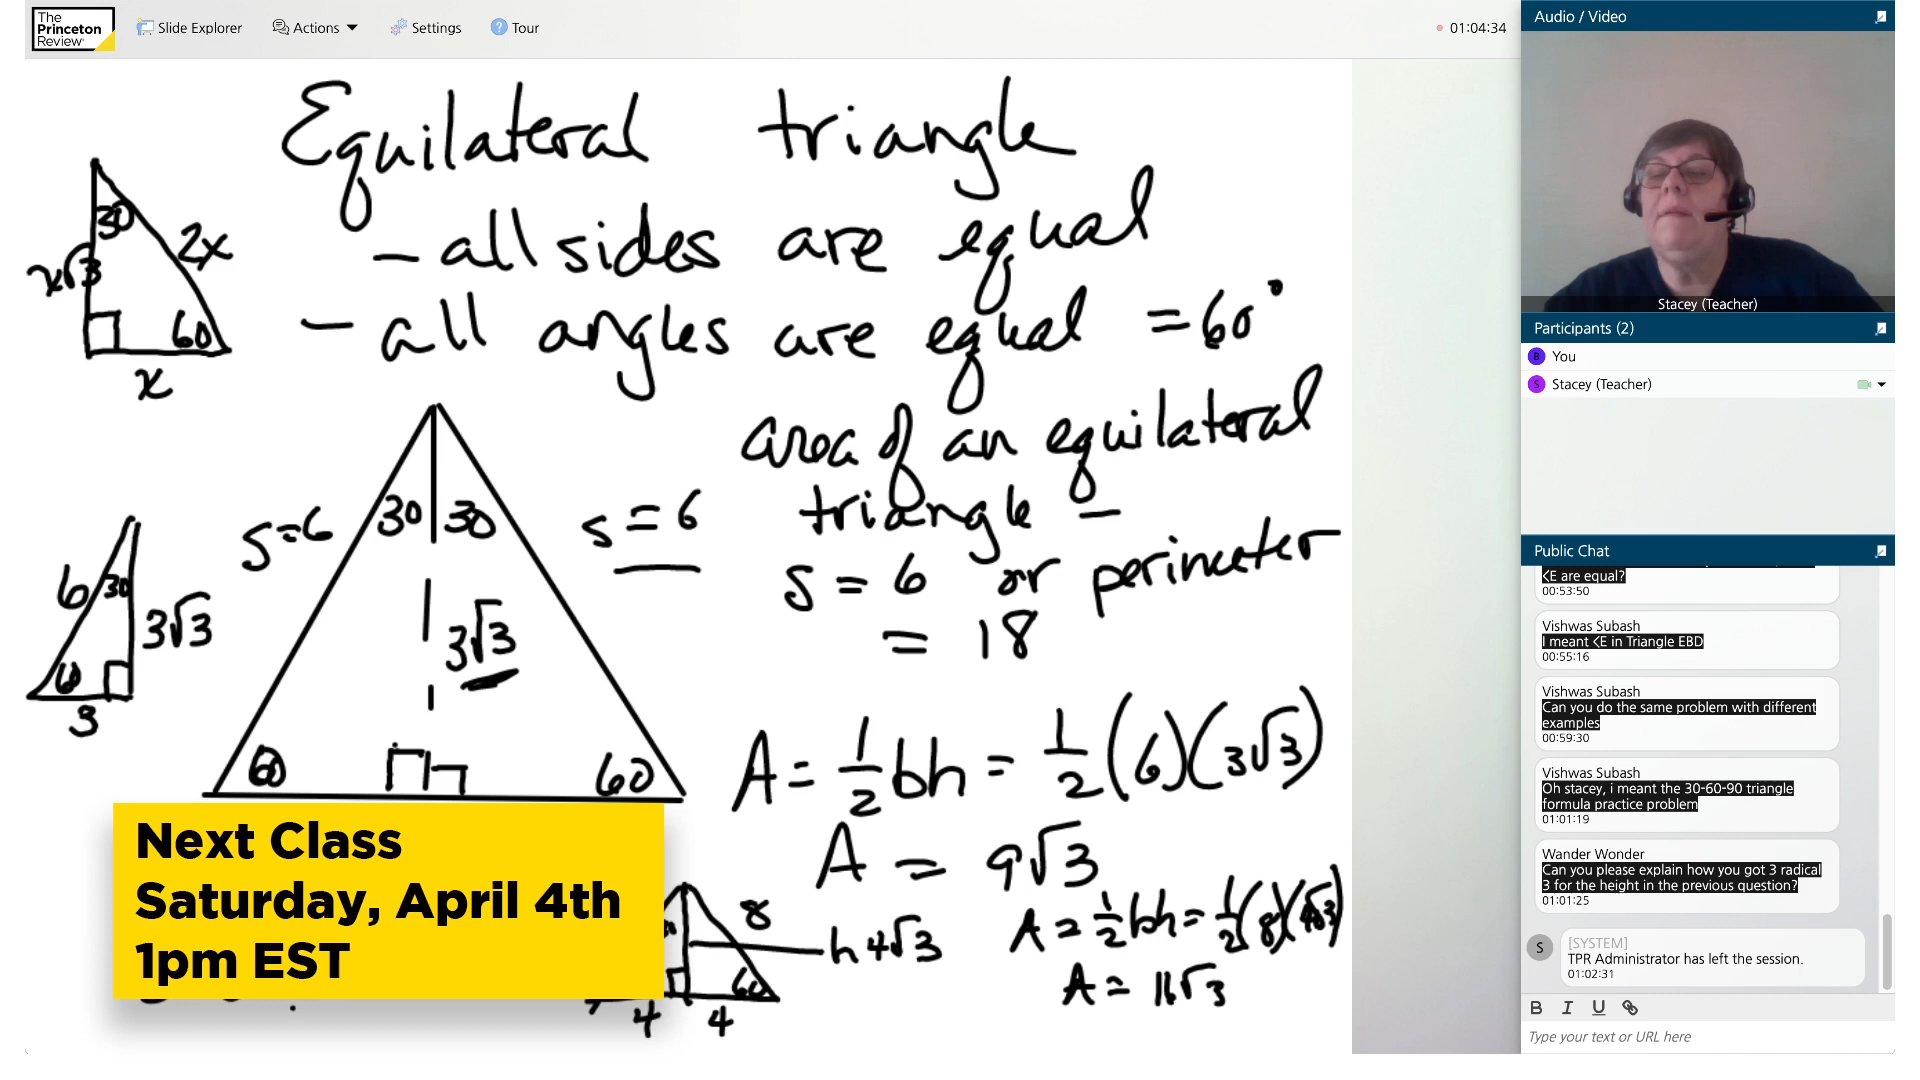 The
Princeton
Review
Slide Explorer
Actions
Settings
Tour
01:04:34
Equilateral triangle
- all sides are equal
- all angles are equal = 60°
30
2x
x√3
60
x
area of an equilateral
triangle -
s = 6 or perimeter
= 18
s=6
30 30
s = 6
3√3
60
60
6
30
3√3
60
3
A = 1/2 bh = 1/2 (6)(3√3)
A = 9√3
8
h 4√3
60
4 4
A = 1/2 bh = 1/2 (8)(4√3)
A = 16√3
Next Class
Saturday, April 4th
1pm EST
Audio / Video
Stacey (Teacher)
Participants (2)
B You
S Stacey (Teacher)
Public Chat
<E are equal?
00:53:50
Vishwas Subash
I meant <E in Triangle EBD
00:55:16
Vishwas Subash
Can you do the same problem with different
examples
00:59:30
Vishwas Subash
Oh stacey, i meant the 30-60-90 triangle
formula practice problem
01:01:19
Wander Wonder
Can you please explain how you got 3 radical
3 for the height in the previous question?
01:01:25
S
[SYSTEM]
TPR Administrator has left the session.
01:02:31
B I U
Type your text or URL here